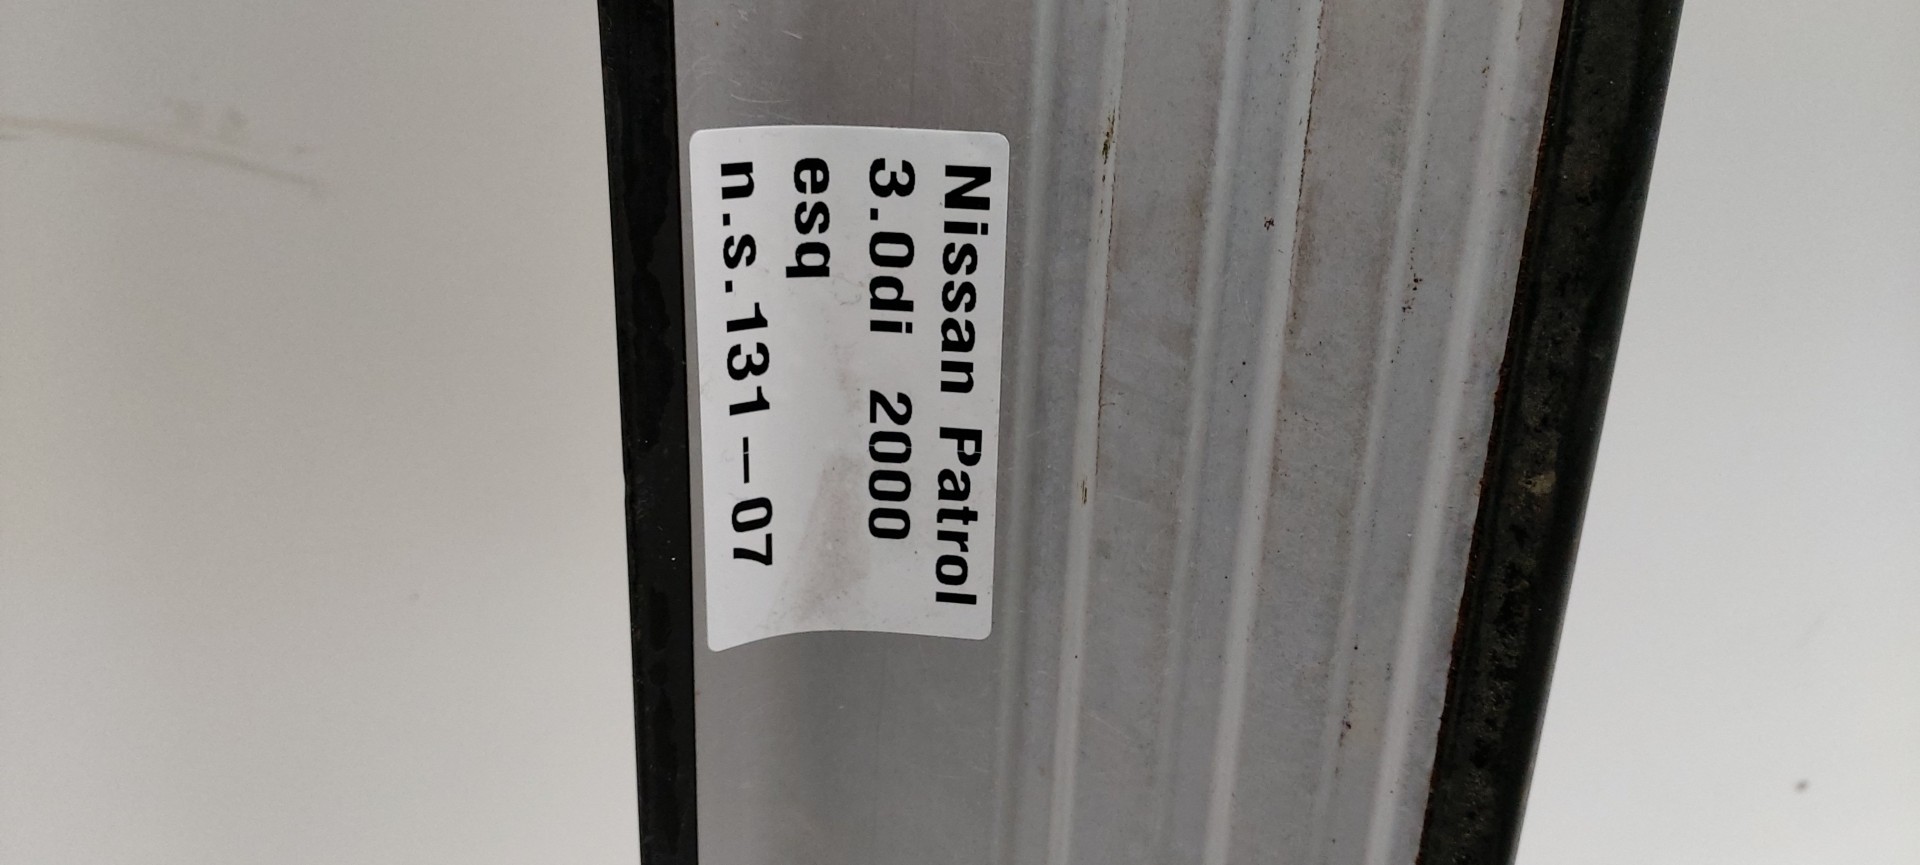 Nissan Patrol
3.0di 2000
esq
n.s.131-07